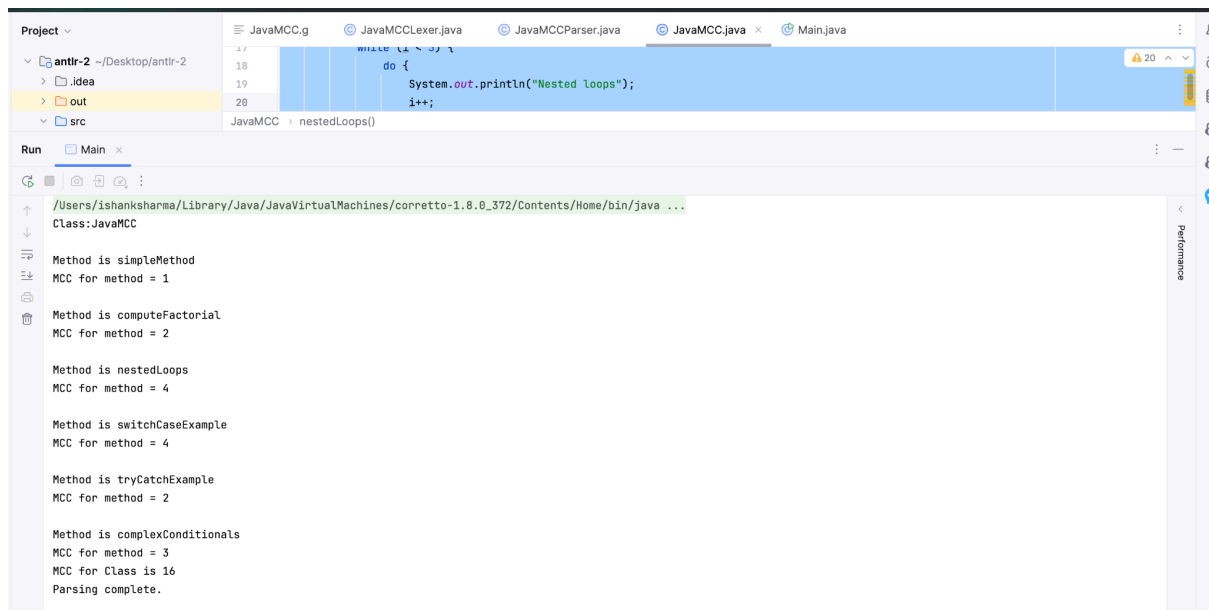 Project
JavaMCC.g
JavaMCCLexer.java
JavaMCCParser.java
JavaMCC.java
Main.java
antlr-2 ~/Desktop/antlr-2
.idea
out
src
17 while (i < 3) {
18 do {
19 System.out.println("Nested loops");
20 i++;
20
JavaMCC > nestedLoops()
Run Main
/Users/ishanksharma/Library/Java/JavaVirtualMachines/corretto-1.8.0_372/Contents/Home/bin/java ...
Class:JavaMCC
Method is simpleMethod
MCC for method = 1
Method is computeFactorial
MCC for method = 2
Method is nestedLoops
MCC for method = 4
Method is switchCaseExample
MCC for method = 4
Method is tryCatchExample
MCC for method = 2
Method is complexConditionals
MCC for method = 3
MCC for Class is 16
Parsing complete.
Performance